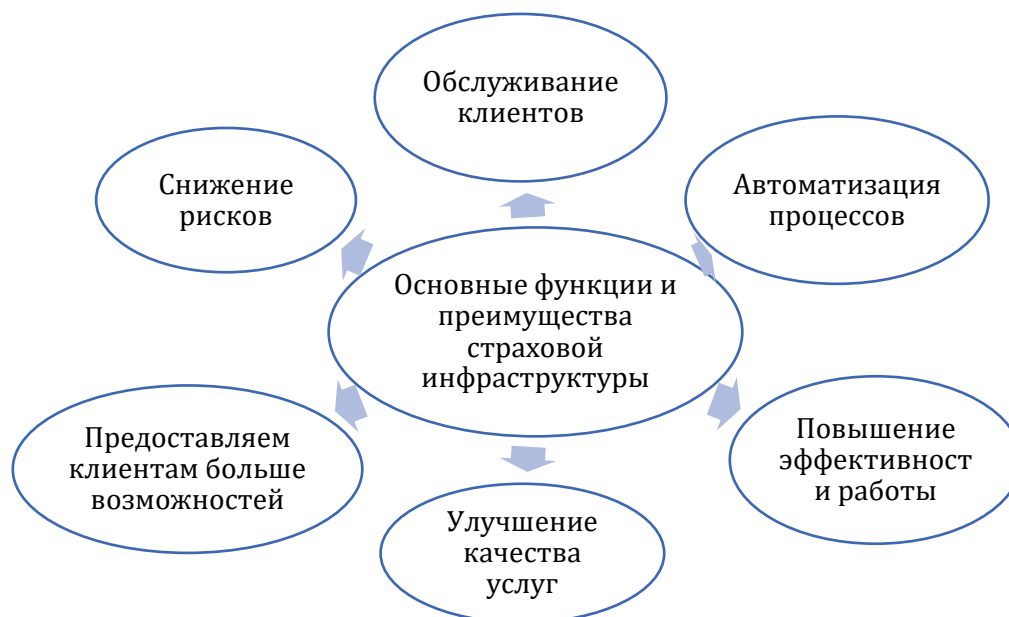 Обслуживание
клиентов
Снижение
рисков
Автоматизация
процессов
Основные функции и
преимущества
страховой
инфраструктуры
Предоставляем
клиентам больше
возможностей
Повышение
эффективност
и работы
Улучшение
качества
услуг